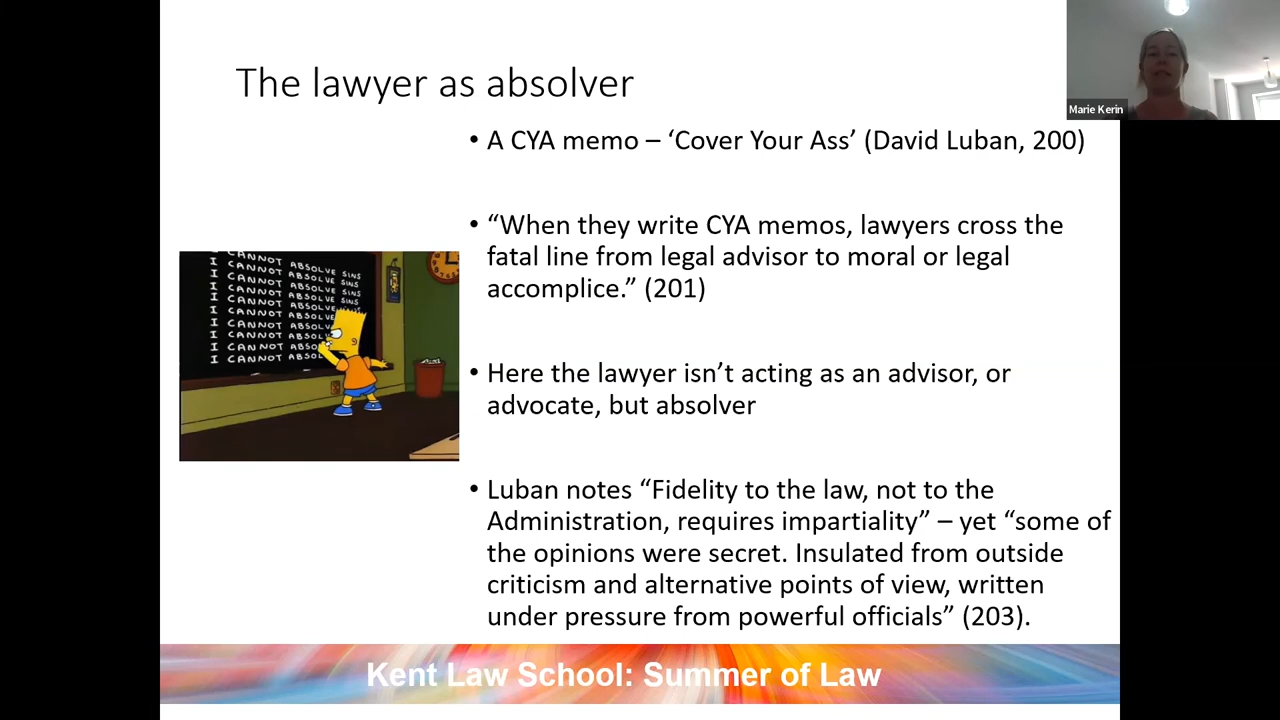 The lawyer as absolver
Marie Kerin
• A CYA memo – ‘Cover Your Ass’ (David Luban, 200)
• “When they write CYA memos, lawyers cross the
fatal line from legal advisor to moral or legal
accomplice.” (201)
I CANNOT ABSOLVE SINS
I CANNOT ABSOLVE SINS
I CANNOT ABSOLVE SINS
I CANNOT ABSOLVE SINS
I CANNOT ABSOLV
I CANNOT ABSOL
I CANNOT ABSOL
I CANNOT ABSOL
• Here the lawyer isn’t acting as an advisor, or
advocate, but absolver
• Luban notes “Fidelity to the law, not to the
Administration, requires impartiality” – yet “some of
the opinions were secret. Insulated from outside
criticism and alternative points of view, written
under pressure from powerful officials” (203).
Kent Law School: Summer of Law